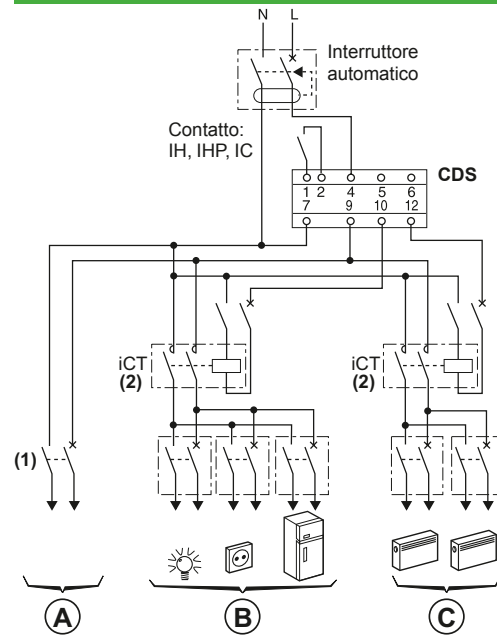 N L
Interruttore
automatico
Contatto:
IH, IHP, IC
CDS
1 2 4 5 6
7 9 10 12
iCT
(2)
iCT
(2)
(1)
A B C